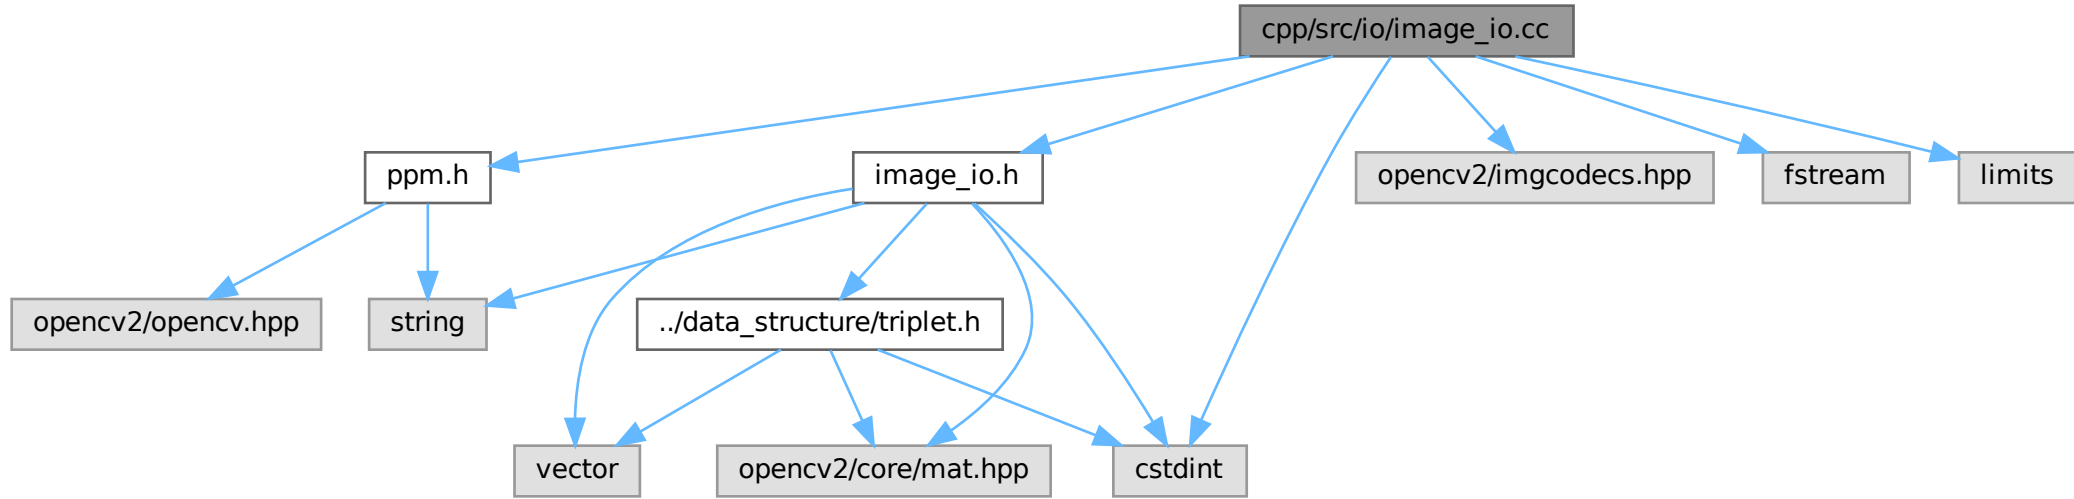 cpp/src/io/image_io.cc
ppm.h
image_io.h
opencv2/imgcodecs.hpp
fstream
limits
opencv2/opencv.hpp
string
../data_structure/triplet.h
vector
opencv2/core/mat.hpp
cstdint